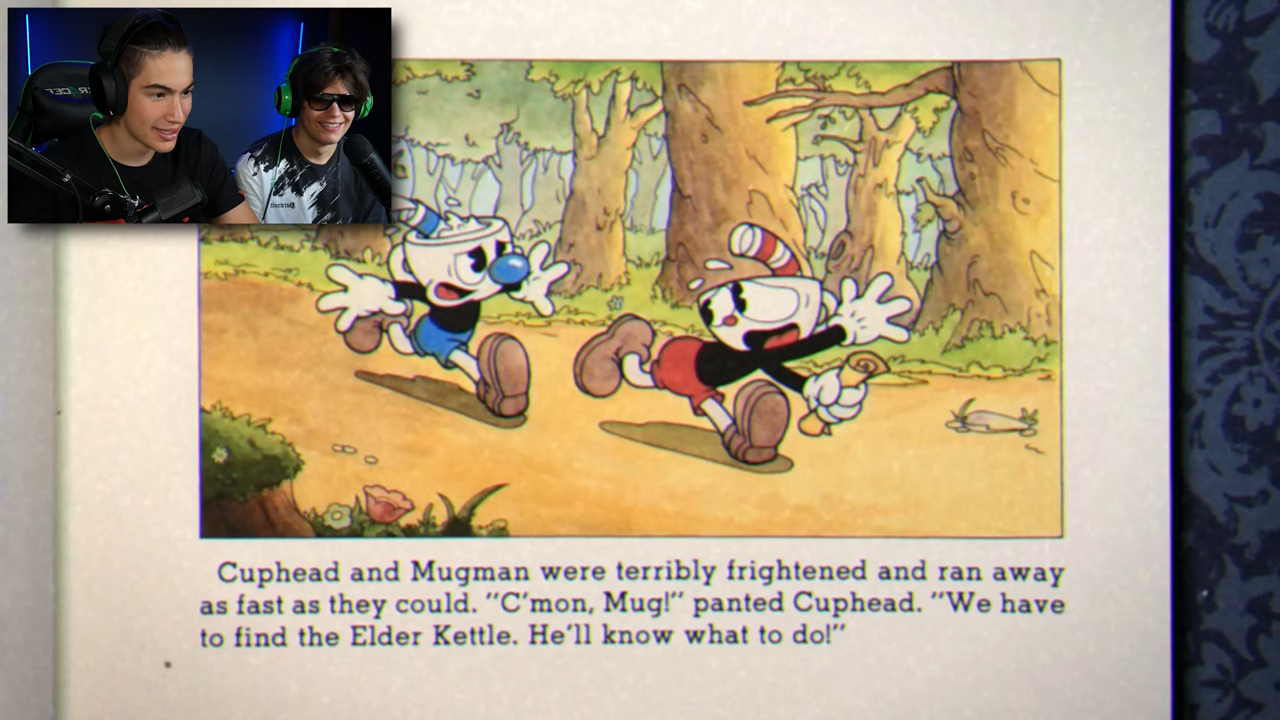 Cuphead and Mugman were terribly frightened and ran away
as fast as they could. "C'mon, Mug!" panted Cuphead. "We have
to find the Elder Kettle. He'll know what to do!"